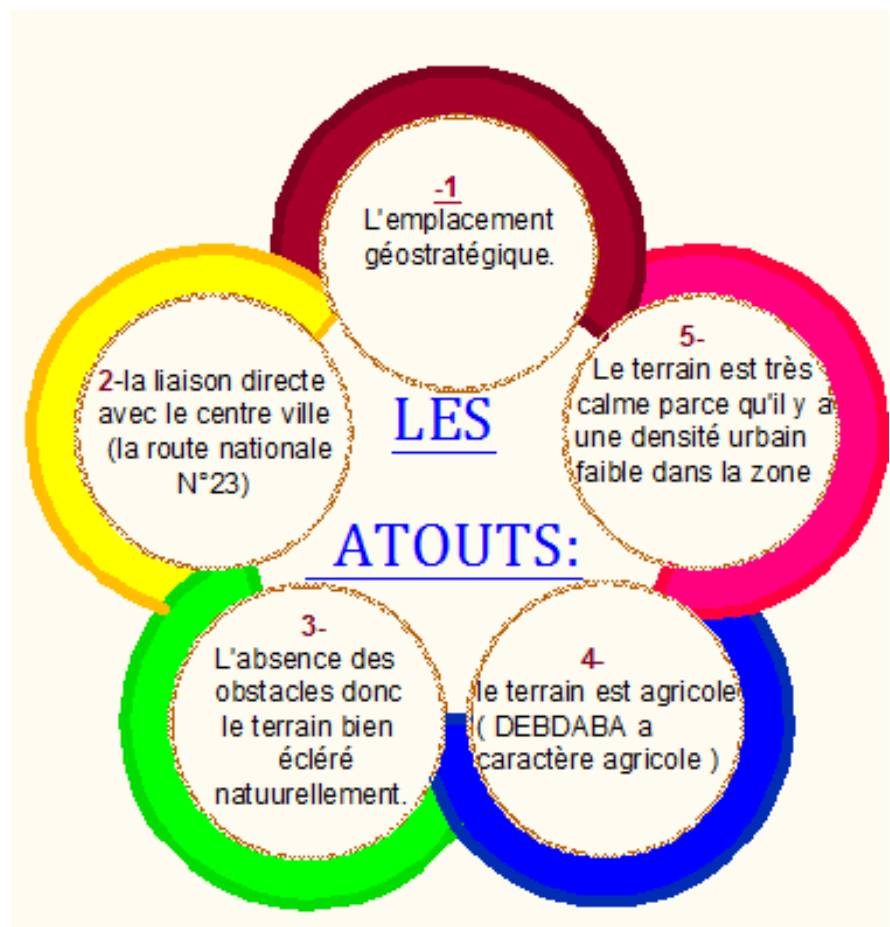 LES
ATOUTS:
-1
L'emplacement
géostratégique.
2-la liaison directe
avec le centre ville
(la route nationale
N°23)
3-
L'absence des
obstacles donc
le terrain bien
écléré
natuurellement.
4-
le terrain est agricole
( DEBDABA a
caractère agricole )
5-
Le terrain est très
calme parce qu'il y a
une densité urbain
faible dans la zone